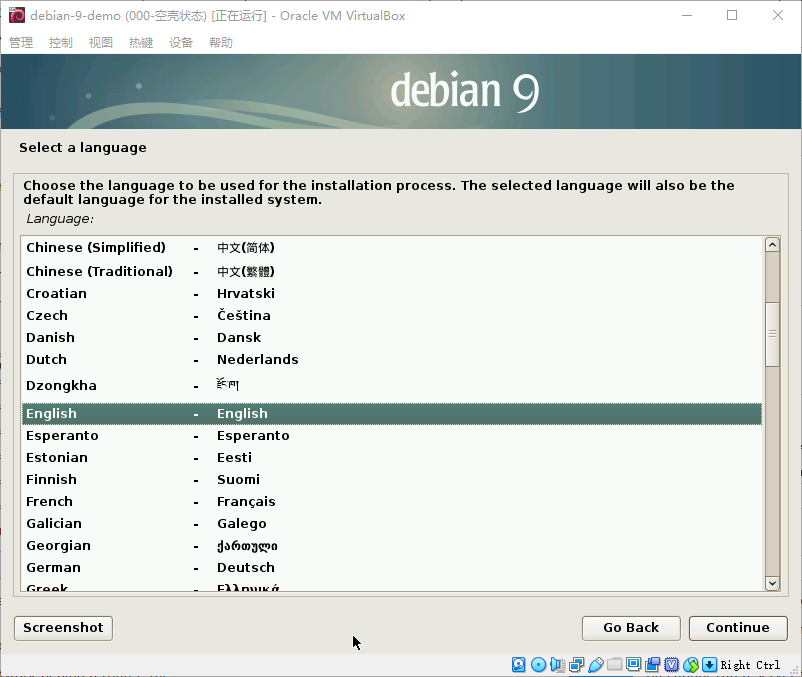 debian-9-demo (000-空壳状态) [正在运行] - Oracle VM VirtualBox
管理 控制 视图 热键 设备 帮助
debian 9
Select a language
Choose the language to be used for the installation process. The selected language will also be the
default language for the installed system.
Language:
Chinese (Simplified) - 中文(简体)
Chinese (Traditional) - 中文(繁體)
Croatian - Hrvatski
Czech - Čeština
Danish - Dansk
Dutch - Nederlands
Dzongkha - རྫོང་ཁ།
English - English
Esperanto - Esperanto
Estonian - Eesti
Finnish - Suomi
French - Français
Galician - Galego
Georgian - ქართული
German - Deutsch
Greek - Ελληνικά
Screenshot Go Back Continue
Right Ctrl